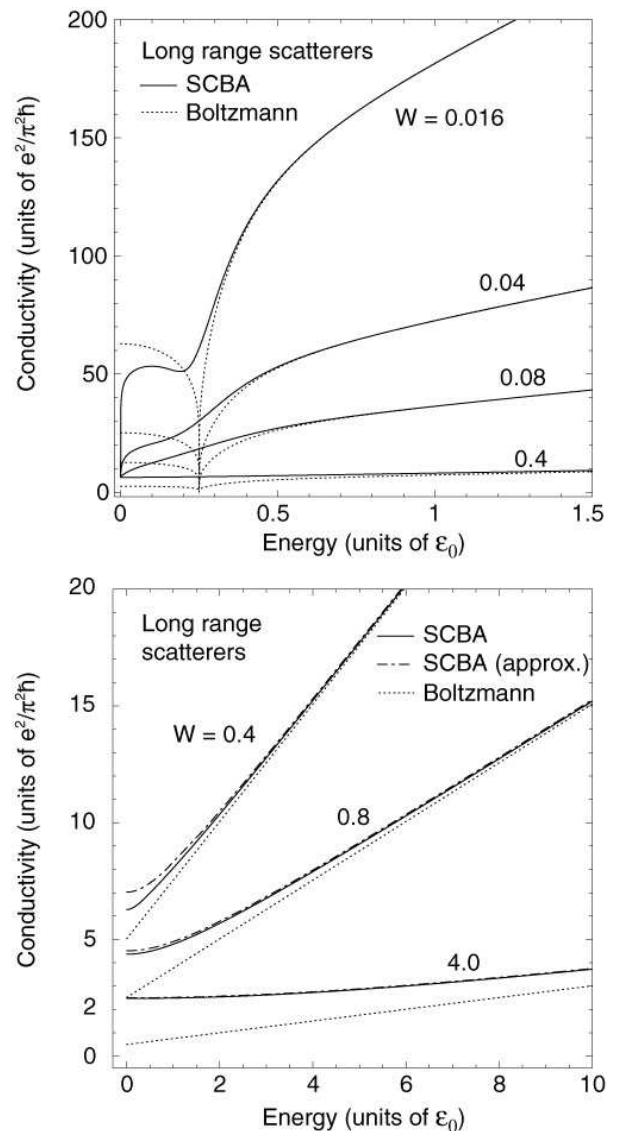 200
Long range scatterers
SCBA
Boltzmann
W = 0.016
150
100
0.04
50
0.08
0.4
0
0
0.5
1
1.5
Conductivity (units of e²/π²ħ)
Energy (units of ε₀)
20
Long range
scatterers
SCBA
SCBA (approx.)
Boltzmann
W = 0.4
15
10
0.8
5
4.0
2
0
0
2
4
6
8
10
Conductivity (units of e²/π²ħ)
Energy (units of ε₀)